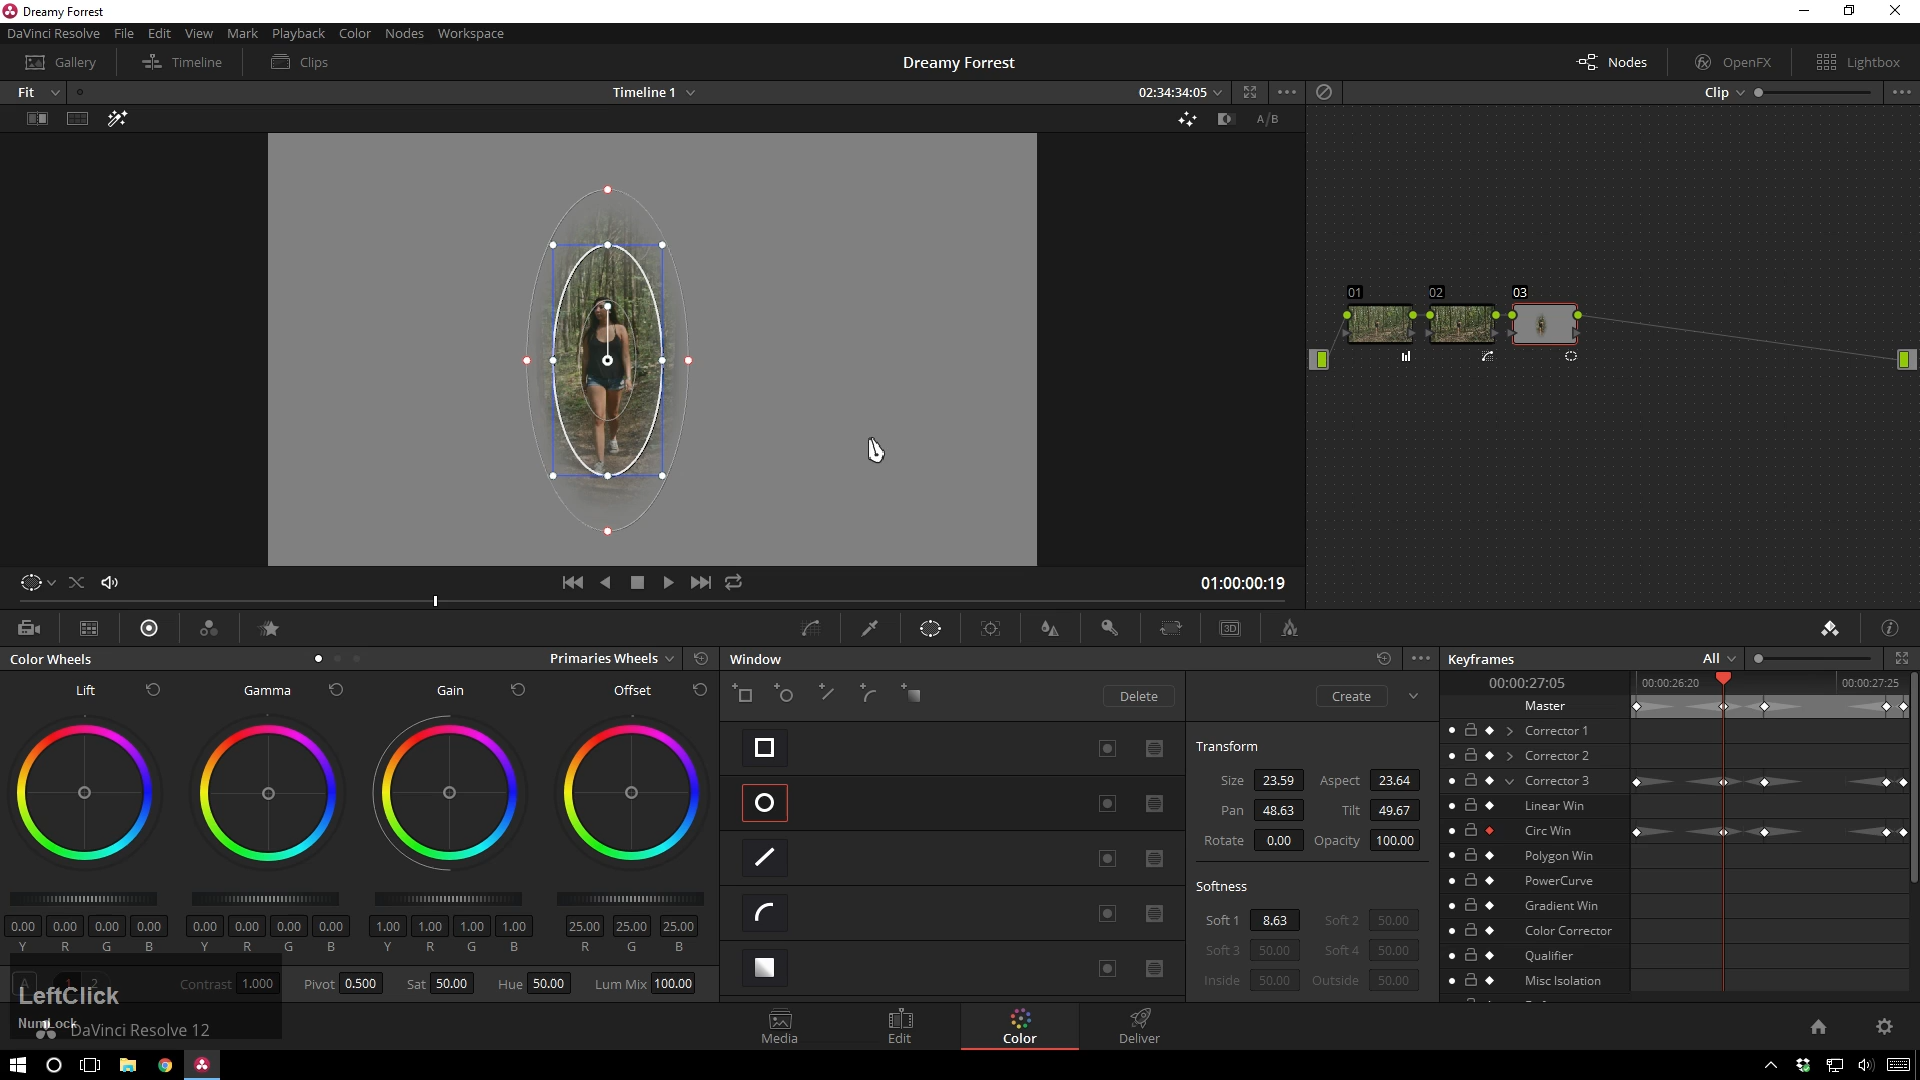 Dreamy Forrest
DaVinci Resolve File Edit View Mark Playback Color Nodes Workspace
Gallery Timeline Clips Dreamy Forrest Nodes OpenFX Lightbox
Fit Timeline 1 02:34:34:05 Clip
A/B
01 02 03
01:00:00:19
3D
Color Wheels Primaries Wheels Window Keyframes All
Lift Gamma Gain Offset
00:00:27:05 00:00:26:20 00:00:27:25
Delete Create
Master
Corrector 1
Corrector 2
Corrector 3
Linear Win
Circ Win
Polygon Win
PowerCurve
Gradient Win
Color Corrector
Qualifier
Misc Isolation
Transform
Size 23.59 Aspect 23.64
Pan 48.63 Tilt 49.67
Rotate 0.00 Opacity 100.00
Softness
Soft 1 8.63 Soft 2 50.00
Soft 3 50.00 Soft 4 50.00
Inside 50.00 Outside 50.00
0.00 0.00 0.00 0.00 0.00 0.00 0.00 0.00 1.00 1.00 1.00 1.00 25.00 25.00 25.00
Y R G B Y R G B Y R G B R G B
A 1 2 Contrast 1.000 Pivot 0.500 Sat 50.00 Hue 50.00 Lum Mix 100.00
LeftClick
NumLock
DaVinci Resolve 12
Media Edit Color Deliver